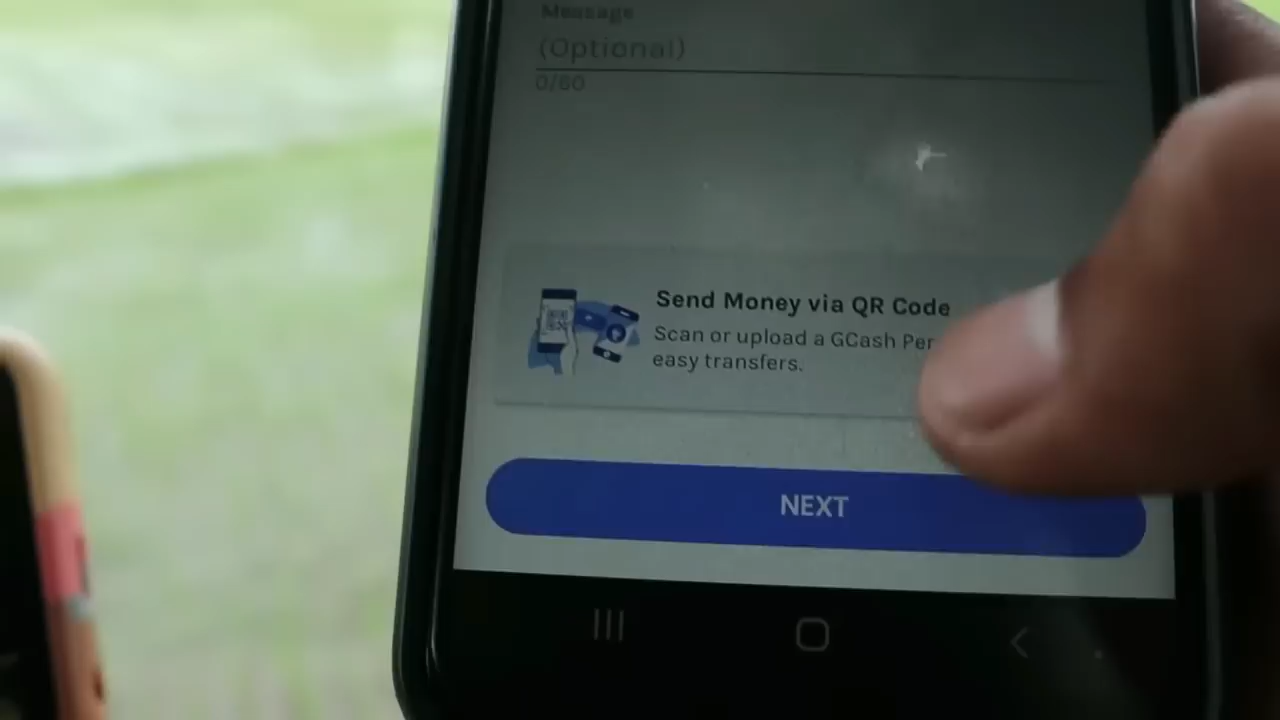 Message
(Optional)
0/60
Send Money via QR Code
Scan or upload a GCash Per
easy transfers.
NEXT